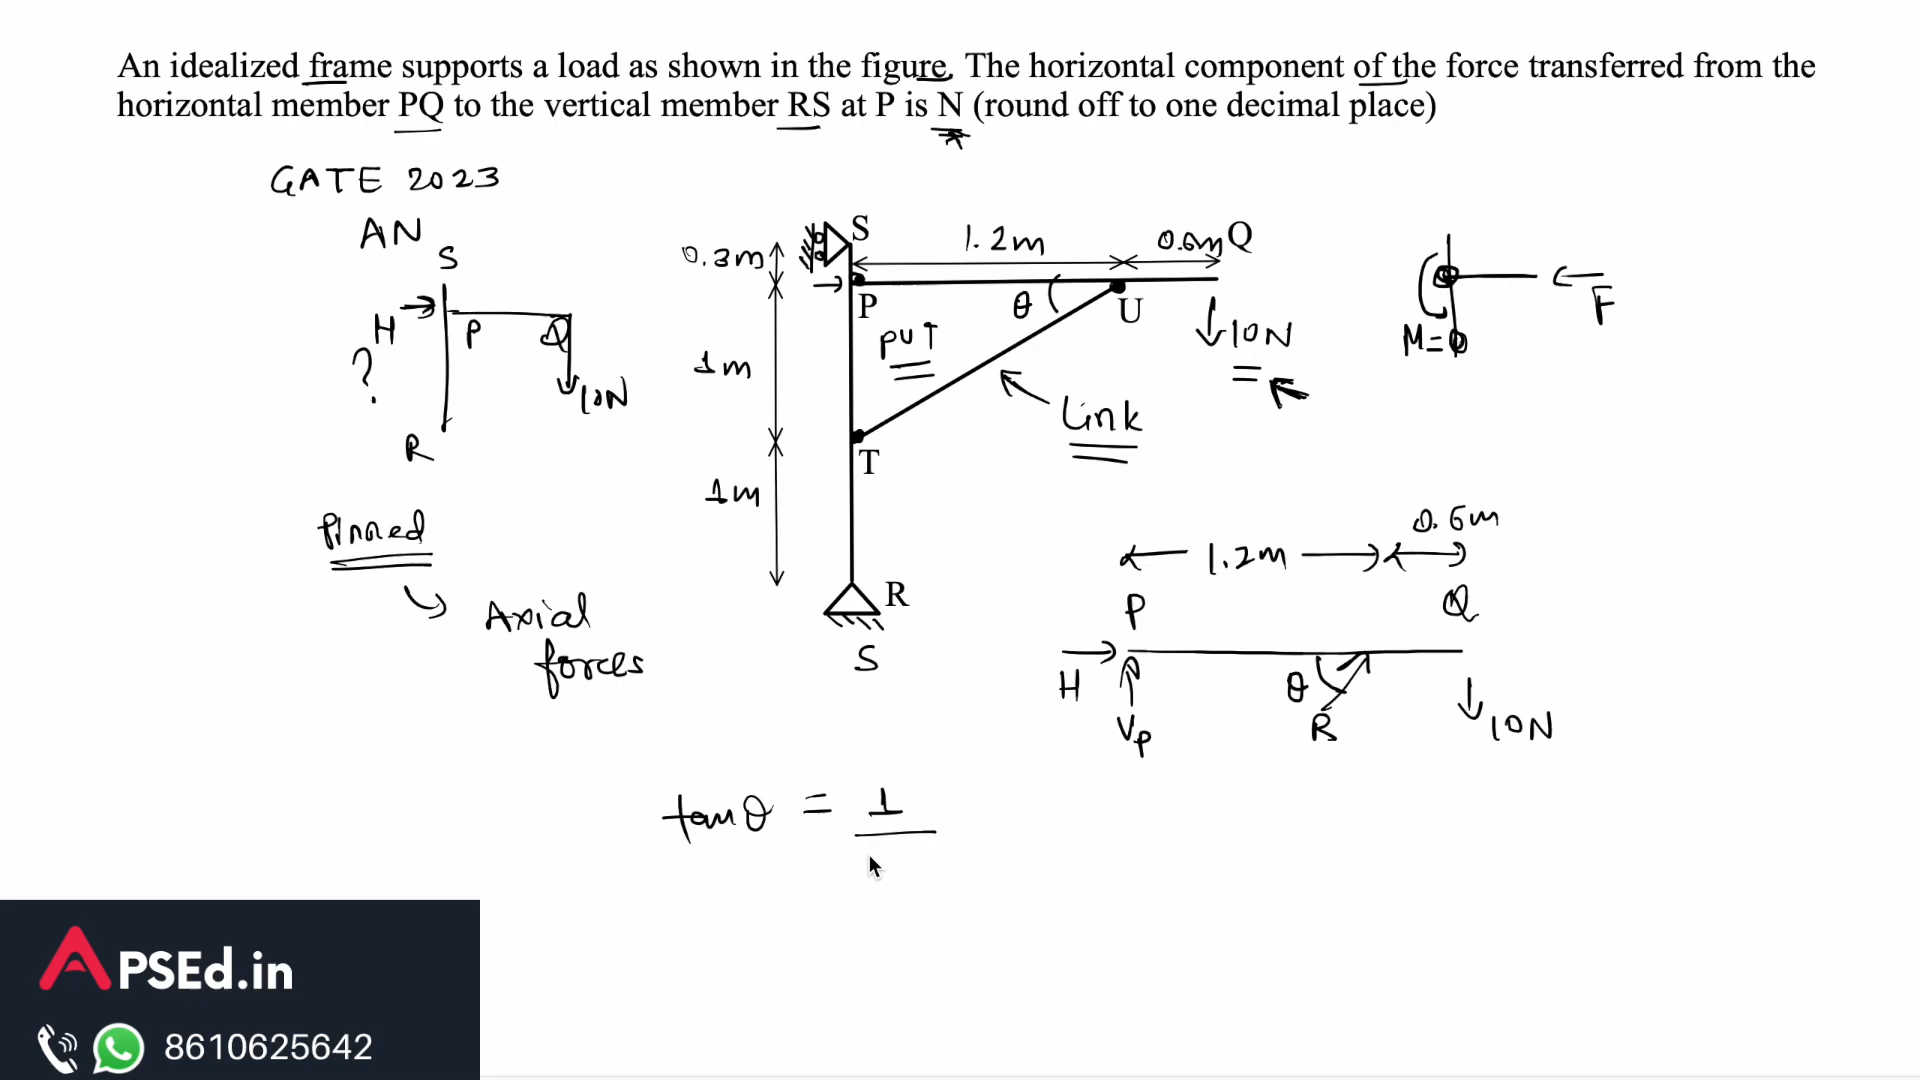 An idealized frame supports a load as shown in the figure. The horizontal component of the force transferred from the
horizontal member PQ to the vertical member RS at P is N (round off to one decimal place)
GATE 2023
AN
S
H
P
Q
?
10N
R
Pinned
Axial
forces
S
0.3m
1.2m
0.6m
Q
P
θ
U
PUT
10N
=
1m
Link
T
1m
R
S
F
M=0
0.6m
1.2m
P
Q
H
θ
Vp
R
10N
tanθ = 1
APSEd.in
8610625642